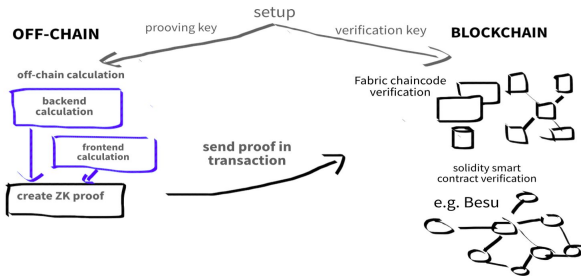 setup
OFF-CHAIN
prooving key
verification key
BLOCKCHAIN
off-chain calculation
backend
calculation
frontend
calculation
create ZK proof
send proof in
transaction
Fabric chaincode
verification
solidity smart
contract verification
e.g. Besu